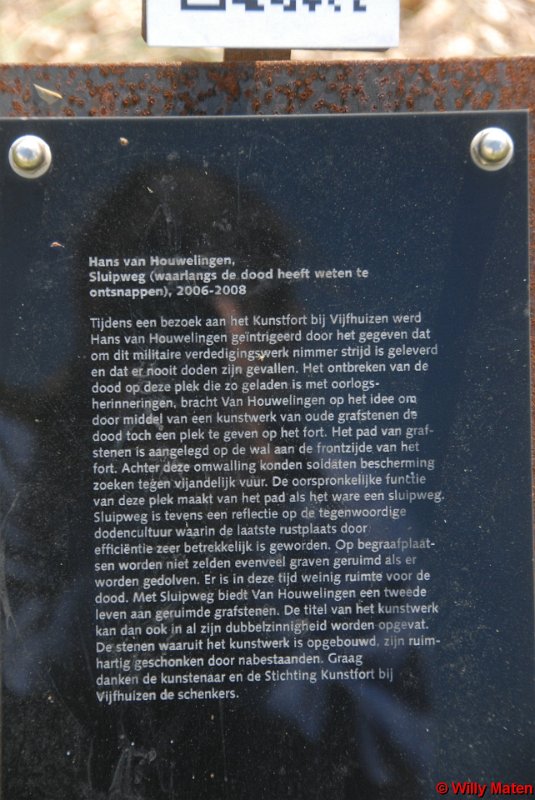 Hans van Houwelingen,
Sluipweg (waarlangs de dood heeft weten te
ontsnappen), 2006-2008
Tijdens een bezoek aan het Kunstfort bij Vijfhuizen werd
Hans van Houwelingen geïntrigeerd door het gegeven dat
om dit militaire verdedigingswerk nimmer strijd is geleverd
en dat er nooit doden zijn gevallen. Het ontbreken van de
dood op deze plek die zo geladen is met oorlogs-
herinneringen, bracht Van Houwelingen op het idee om
door middel van een kunstwerk van oude grafstenen de
dood toch een plek te geven op het fort. Het pad van graf-
stenen is aangelegd op de wal aan de frontzijde van het
fort. Achter deze omwalling konden soldaten bescherming
zoeken tegen vijandelijk vuur. De oorspronkelijke functie
van deze plek maakt van het pad als het ware een sluipweg.
Sluipweg is tevens een reflectie op de tegenwoordige
dodencultuur waarin de laatste rustplaats door
efficiëntie zeer betrekkelijk is geworden. Op begraafplaat-
sen worden niet zelden evenveel graven geruimd als er
worden gedolven. Er is in deze tijd weinig ruimte voor de
dood. Met Sluipweg biedt Van Houwelingen een tweede
leven aan geruimde grafstenen. De titel van het kunstwerk
kan dan ook in al zijn dubbelzinnigheid worden opgevat.
De stenen waaruit het kunstwerk is opgebouwd, zijn ruim-
hartig geschonken door nabestaanden. Graag
danken de kunstenaar en de Stichting Kunstfort bij
Vijfhuizen de schenkers.
© Willy Maten